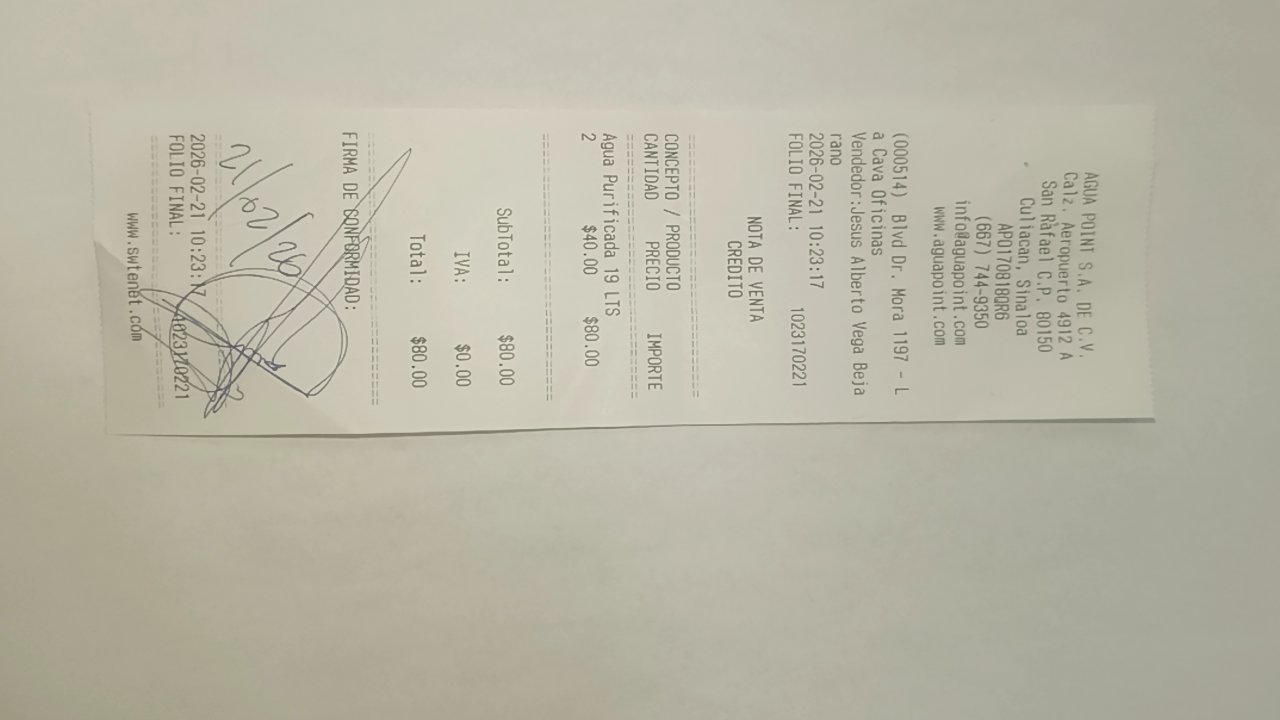 AGUA POINT S.A. DE C.V.
Calz. Aeropuerto 4912 A
San Rafael C.P. 80150
Culiacan, Sinaloa
APO170818QR6
(667) 744-9350
info@aguapoint.com
www.aguapoint.com
(000514) Blvd Dr. Mora 1197 - L
a Cava Oficinas
Vendedor:Jesus Alberto Vega Beja
rano
2026-02-21 10:23:17
FOLIO FINAL: 1023170221
NOTA DE VENTA
CREDITO
CONCEPTO / PRODUCTO
CANTIDAD PRECIO IMPORTE
Agua Purificada 19 LTS
2 $40.00 $80.00
SubTotal: $80.00
IVA: $0.00
Total: $80.00
FIRMA DE CONFORMIDAD:
21/02/26
2026-02-21 10:23:17
FOLIO FINAL: 1023170221
www.swtenet.com